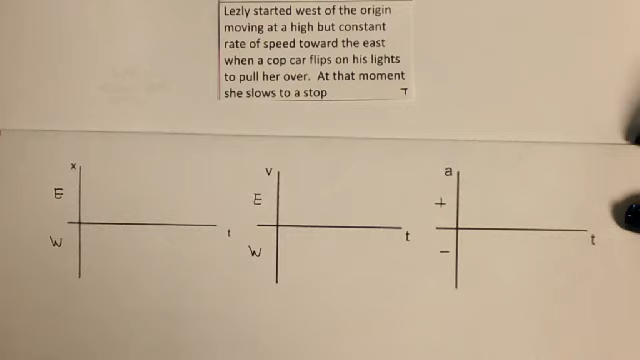 Lezly started west of the origin
moving at a high but constant
rate of speed toward the east
when a cop car flips on his lights
to pull her over. At that moment
she slows to a stop
x
E
W
t
v
E
W
t
a
+
-
t